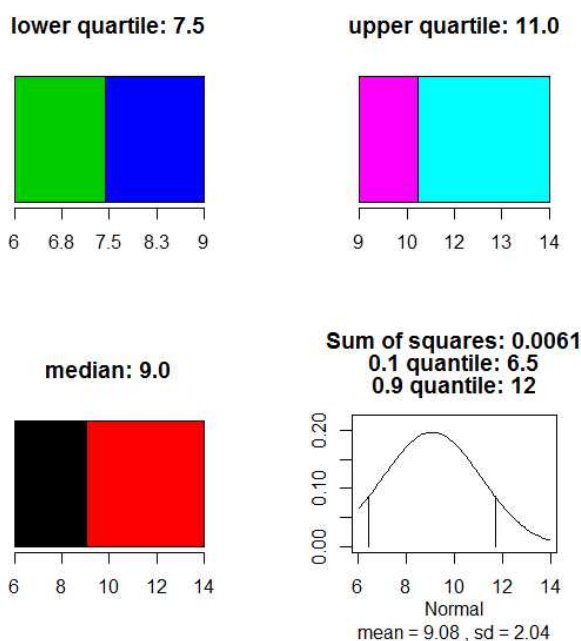 lower quartile: 7.5
upper quartile: 11.0
6 6.8 7.5 8.3 9
9 10 12 13 14
median: 9.0
Sum of squares: 0.0061
0.1 quantile: 6.5
0.9 quantile: 12
0.20
0.10
0.00
6 8 10 12 14
6 8 10 12 14
Normal
mean = 9.08 , sd = 2.04